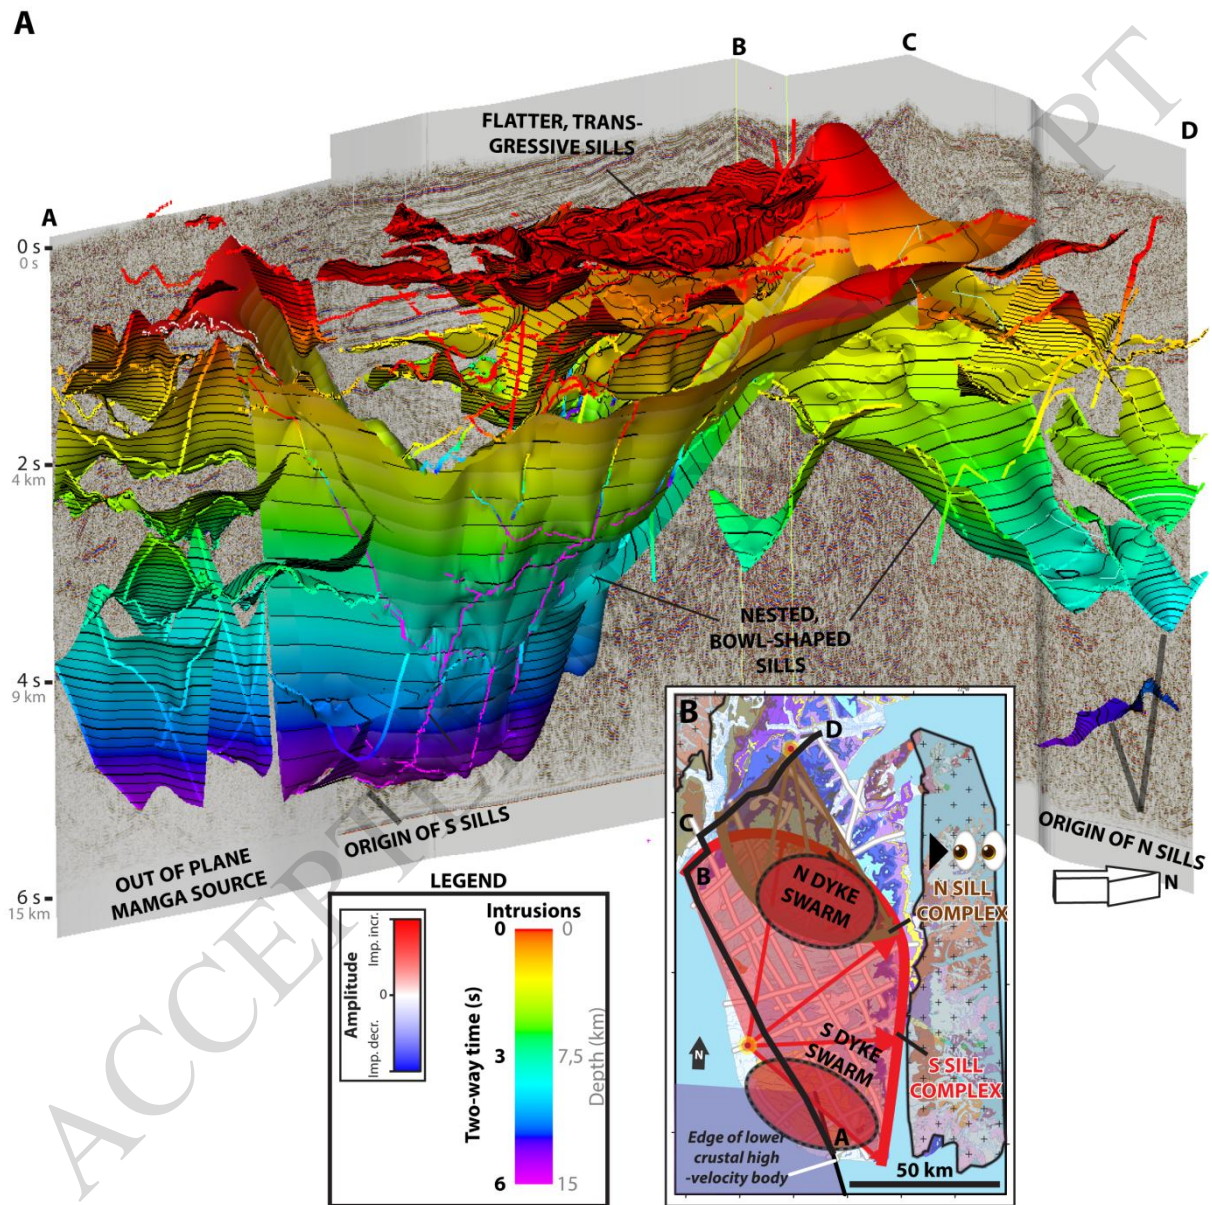 A
B
C
D
FLATTER, TRANS-
GRESSIVE SILLS
A
0 s
0 s
2 s
4 km
NESTED,
BOWL-SHAPED
SILLS
4 s
9 km
ORIGIN OF S SILLS
OUT OF PLANE
MAMGA SOURCE
6 s
15 km
ORIGIN OF N SILLS
N
LEGEND
Amplitude
Imp. incr.
0
Imp. decr.
Intrusions
0
0
Two-way time (s)
3
7,5
Depth (km)
6
15
B
D
C
B
N DYKE
SWARM
N SILL
COMPLEX
S DYKE
SWARM
S SILL
COMPLEX
N
A
Edge of lower
crustal high
-velocity body
50 km